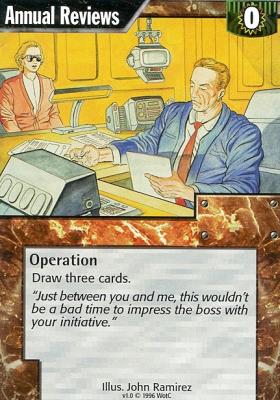 Annual Reviews
0
Operation
Draw three cards.
“Just between you and me, this wouldn't
be a bad time to impress the boss with
your initiative.”
Illus. John Ramirez
v1.0 © 1996 WotC